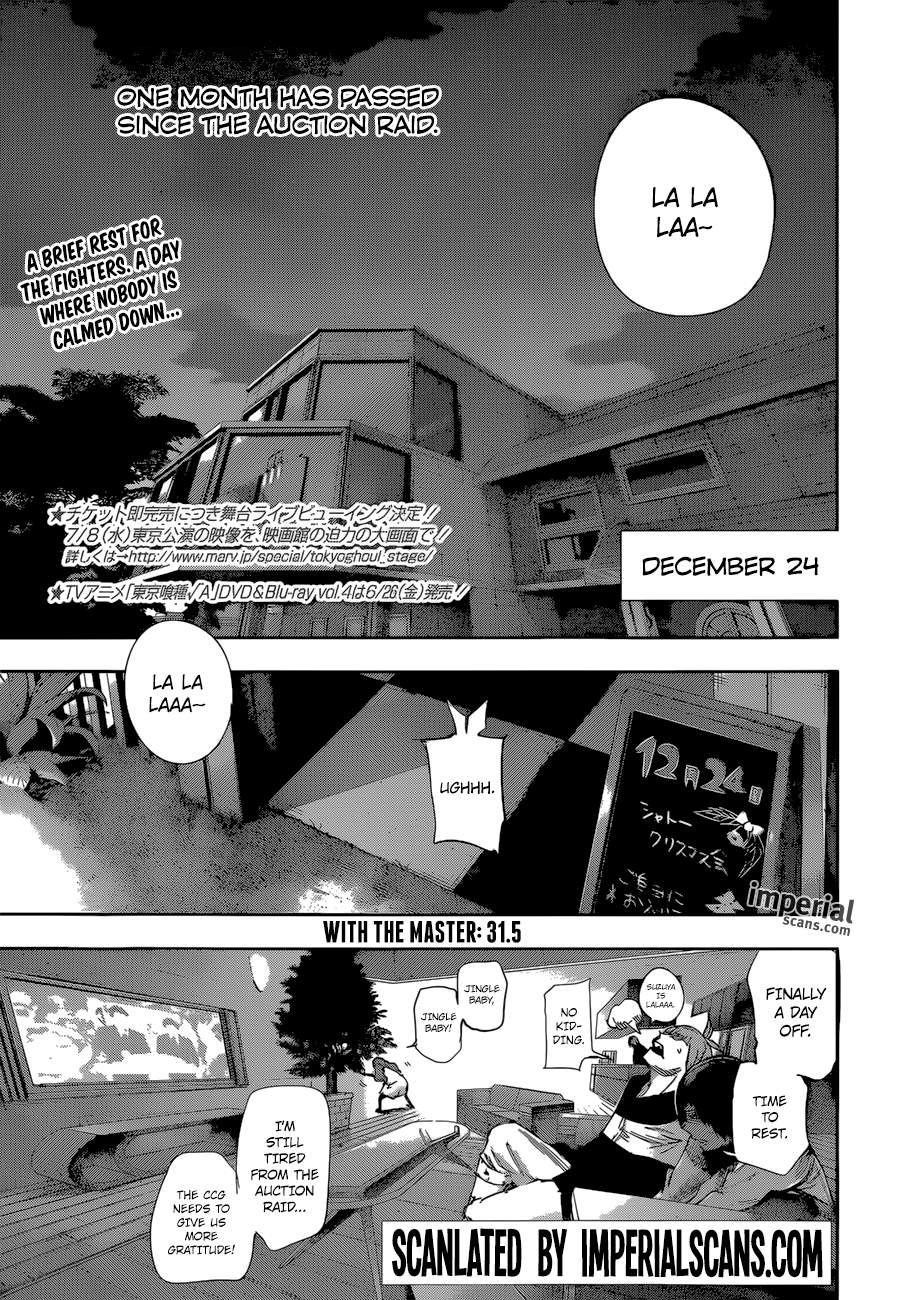 ONE MONTH HAS PASSED
SINCE THE AUCTION RAID.
LA LA
LAA~
A BRIEF REST FOR
THE FIGHTERS. A DAY
WHERE NOBODY IS
CALMED DOWN...
★チケット即完売につき舞台ライブビューイング決定！
7/8(水)東京公演の映像を、映画館の迫力の大画面で！
詳しくは→http://www.marv.jp/special/tokyoghoul_stage/
★TVアニメ「東京喰種√A」DVD&Blu-ray vol.4は6/26(金)発売！
DECEMBER 24
LA LA
LAAA~
UGHHH.
12月24日
シャトー
クリスマス会
ご自由に
imperial
scans.com
WITH THE MASTER: 31.5
FINALLY
A DAY
OFF.
SUZUYA
IS
LALAAA.
JINGLE
BABY,
JINGLE
BABY!
NO
KID-
DING.
TIME
TO
REST.
I'M
STILL
TIRED
FROM THE
AUCTION
RAID...
THE CCG
NEEDS TO
GIVE US
MORE
GRATITUDE!
SCANLATED BY IMPERIALSCANS.COM